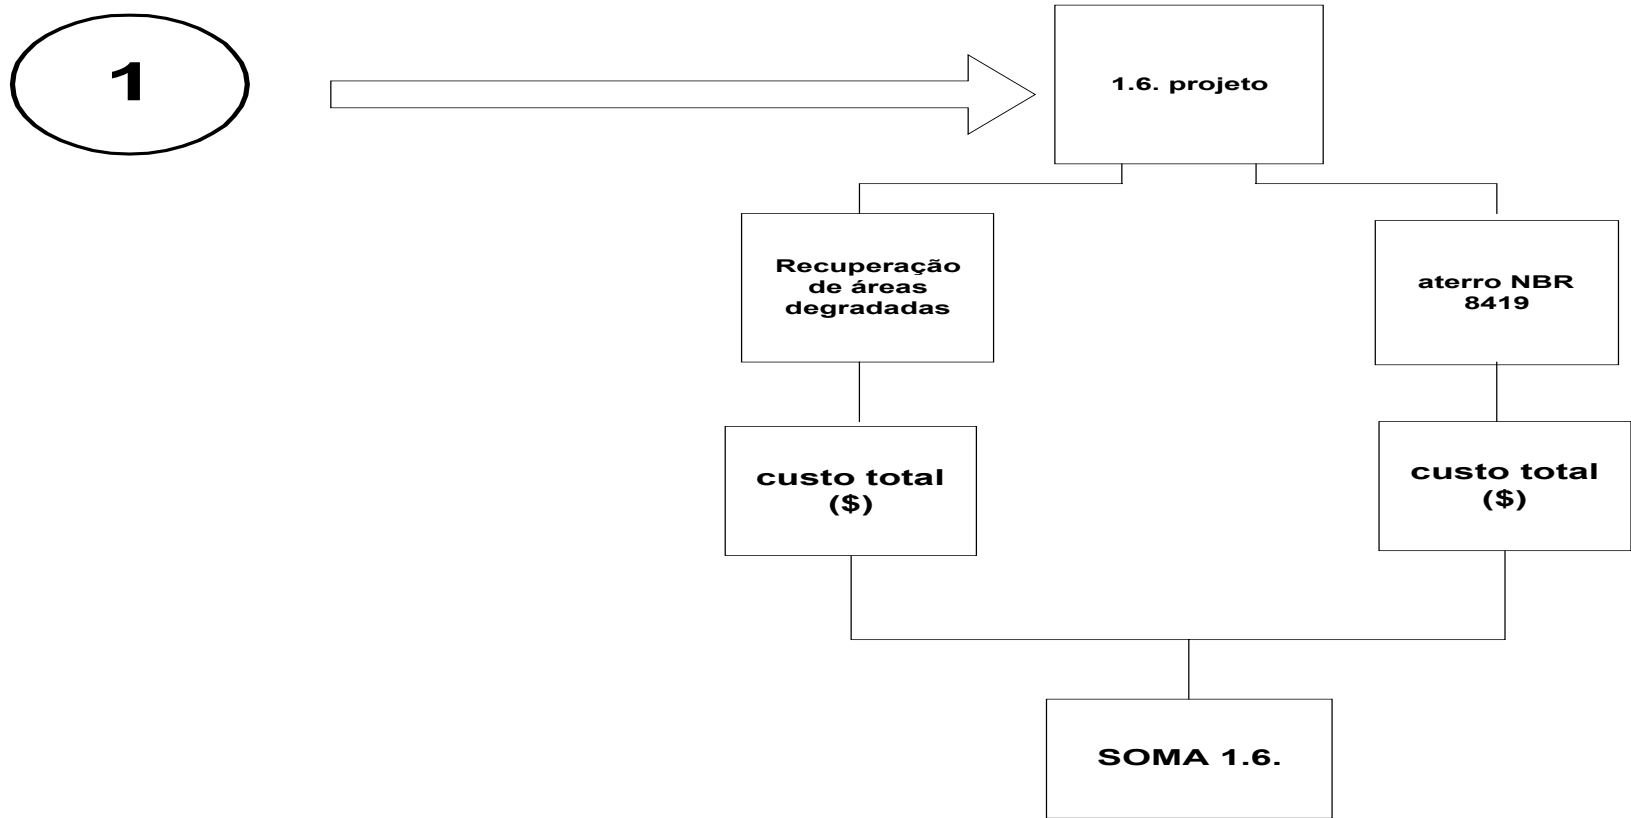 1
1.6. projeto
Recuperação
de áreas
degradadas
aterro NBR
8419
custo total
($)
custo total
($)
SOMA 1.6.